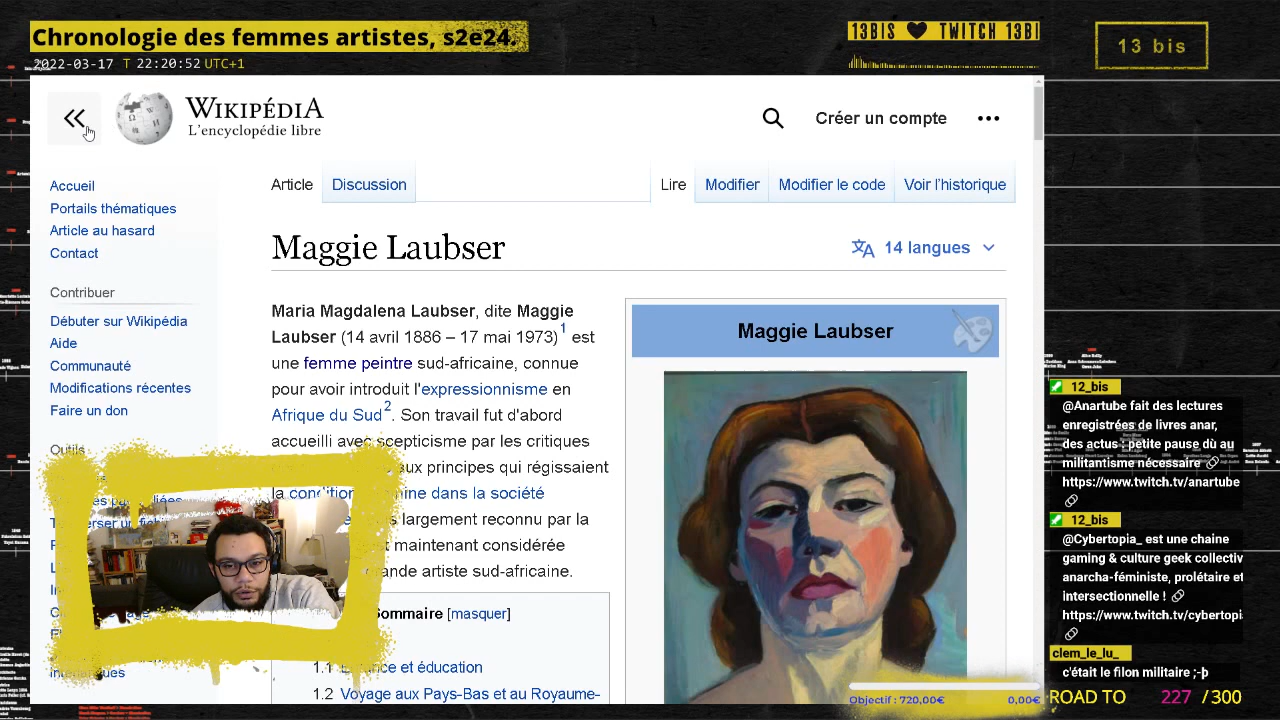 Chronologie des femmes artistes, s2e24.
2022-03-17 T 22:20:52 UTC+1
13BIS ♥ TWITCH 13BI
13 bis
WIKIPÉDIA
L'encyclopédie libre
Créer un compte
•••
Accueil
Portails thématiques
Article au hasard
Contact
Contribuer
Débuter sur Wikipédia
Aide
Communauté
Modifications récentes
Faire un don
Outils
Article Discussion
Lire Modifier Modifier le code Voir l'historique
Maggie Laubser
14 langues
Maria Magdalena Laubser, dite Maggie
Laubser (14 avril 1886 – 17 mai 1973)1 est
une femme peintre sud-africaine, connue
pour avoir introduit l'expressionnisme en
Afrique du Sud2. Son travail fut d'abord
accueilli avec scepticisme par les critiques
aux principes qui régissaient
la condition dans la société
largement reconnu par la
maintenant considérée
artiste sud-africaine.
Sommaire [masquer]
1.1 et éducation
1.2 Voyage aux Pays-Bas et au Royaume-
Maggie Laubser
12_bis
@Anartube fait des lectures
enregistrées de livres anar,
des actus : petite pause dû au
militantisme nécessaire
https://www.twitch.tv/anartube
12_bis
@Cybertopia_ est une chaine
gaming & culture geek collectiv
anarcha-féministe, prolétaire et
intersectionnelle !
https://www.twitch.tv/cybertopi
clem_le_lu_
c'était le filon militaire ;-þ
Objectif : 720,00€ 0,00€
ROAD TO 227 / 300